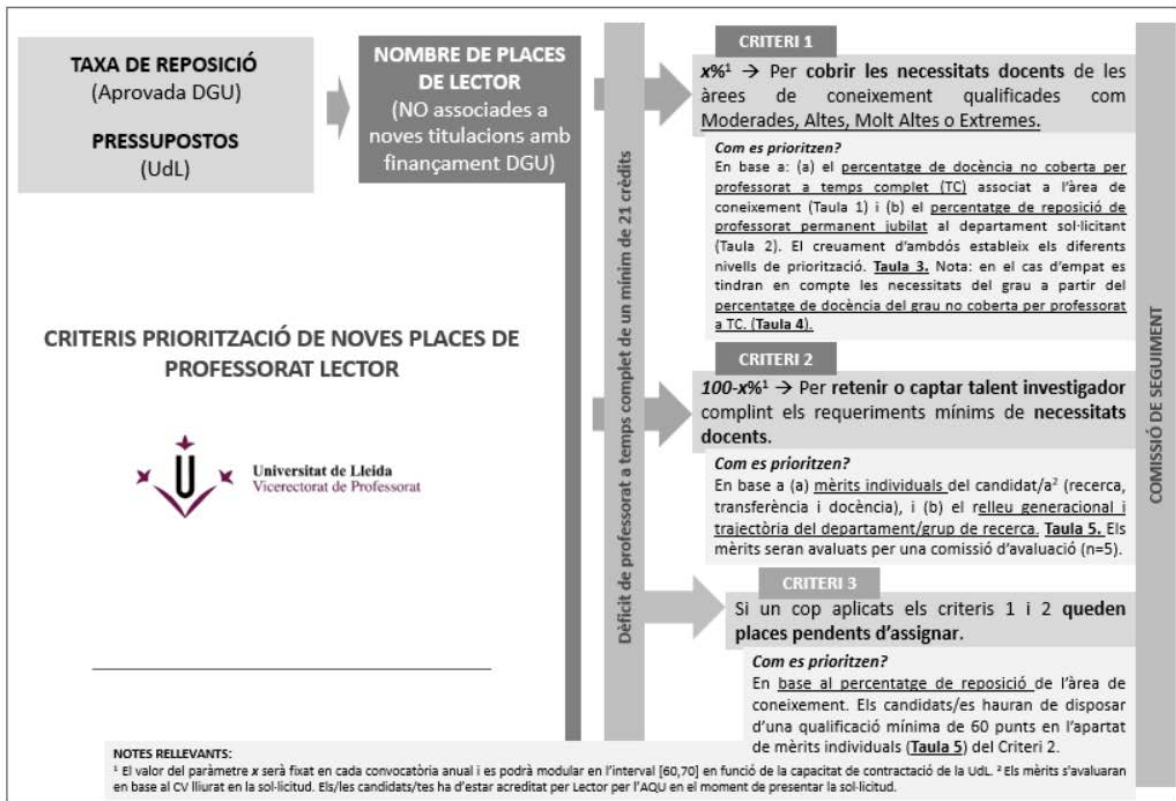 TAXA DE REPOSICIÓ
(Aprovada DGU)
PRESSUPOSTOS
(UdL)
NOMBRE DE PLACES
DE LECTOR
(NO associades a
noves titulacions amb
finançament DGU)
CRITERIS PRIORITZACIÓ DE NOVES PLACES DE
PROFESSORAT LECTOR
U
Universitat de Lleida
Vicerectorat de Professorat
Dèficit de professorat a temps complet de un mínim de 21 crèdits
CRITERI 1
x%¹ → Per cobrir les necessitats docents de les
àrees de coneixement qualificades com
Moderades, Altes, Molt Altes o Extremes.
Com es prioritzen?
En base a: (a) el percentatge de docència no coberta per
professorat a temps complet (TC) associat a l'àrea de
coneixement (Taula 1) i (b) el percentatge de reposició de
professorat permanent jubilat al departament sol·licitant
(Taula 2). El creuament d'ambdós estableix els diferents
nivells de priorització. Taula 3. Nota: en el cas d'empat es
tindran en compte les necessitats del grau a partir del
percentatge de docència del grau no coberta per professorat
a TC. (Taula 4).
CRITERI 2
100-x%¹ → Per retenir o captar talent investigador
complint els requeriments mínims de necessitats
docents.
Com es prioritzen?
En base a (a) mèrits individuals del candidat/a² (recerca,
transferència i docència), i (b) el relleu generacional i
trajectòria del departament/grup de recerca. Taula 5. Els
mèrits seran avaluats per una comissió d'avaluació (n=5).
CRITERI 3
Si un cop aplicats els criteris 1 i 2 queden
places pendents d'assignar.
Com es prioritzen?
En base al percentatge de reposició de l'àrea de
coneixement. Els candidats/es hauran de disposar
d'una qualificació mínima de 60 punts en l'apartat
de mèrits individuals (Taula 5) del Criteri 2.
COMISSIÓ DE SEGUIMENT
NOTES RELLEVANTS:
¹ El valor del paràmetre x serà fixat en cada convocatòria anual i es podrà modular en l'interval [60,70] en funció de la capacitat de contractació de la UdL. ² Els mèrits s'avaluaran
en base al CV lliurat en la sol·licitud. Els/les candidats/tes ha d'estar acreditat per Lector per l'AQU en el moment de presentar la sol·licitud.